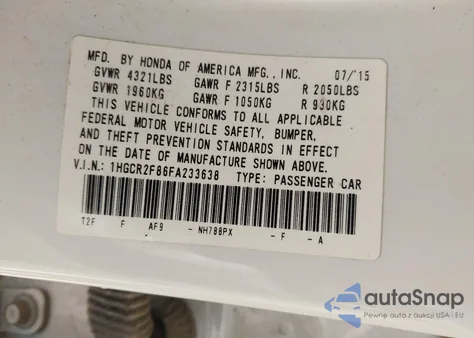 MFD. BY HONDA OF AMERICA MFG., INC. 07/'15
GVWR 4321LBS GAWR F 2315LBS R 2050LBS
GVWR 1960KG GAWR F 1050KG R 930KG
THIS VEHICLE CONFORMS TO ALL APPLICABLE
FEDERAL MOTOR VEHICLE SAFETY, BUMPER,
AND THEFT PREVENTION STANDARDS IN EFFECT
ON THE DATE OF MANUFACTURE SHOWN ABOVE.
V.I.N.: 1HGCR2F86FA233638 TYPE: PASSENGER CAR
T2F F AF9 - NH788PX - F - A
autaSnap
Pewne auta z aukcji USA i EU